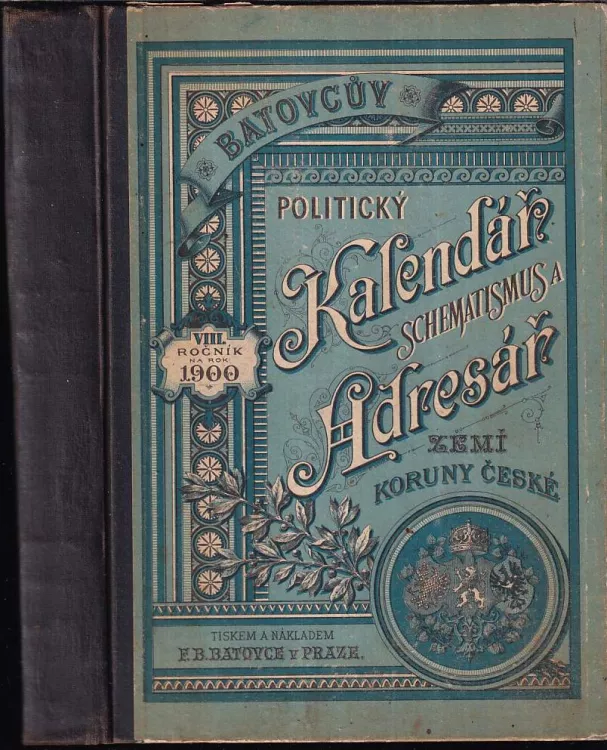 BATOVCŮV
POLITICKÝ
Kalendář
SCHEMATISMUS A
Adresář
ZEMÍ
KORUNY ČESKÉ
VIII.
ROČNÍK
NA ROK
1900
TISKEM A NÁKLADEM
F. B. BATOVCE V PRAZE.